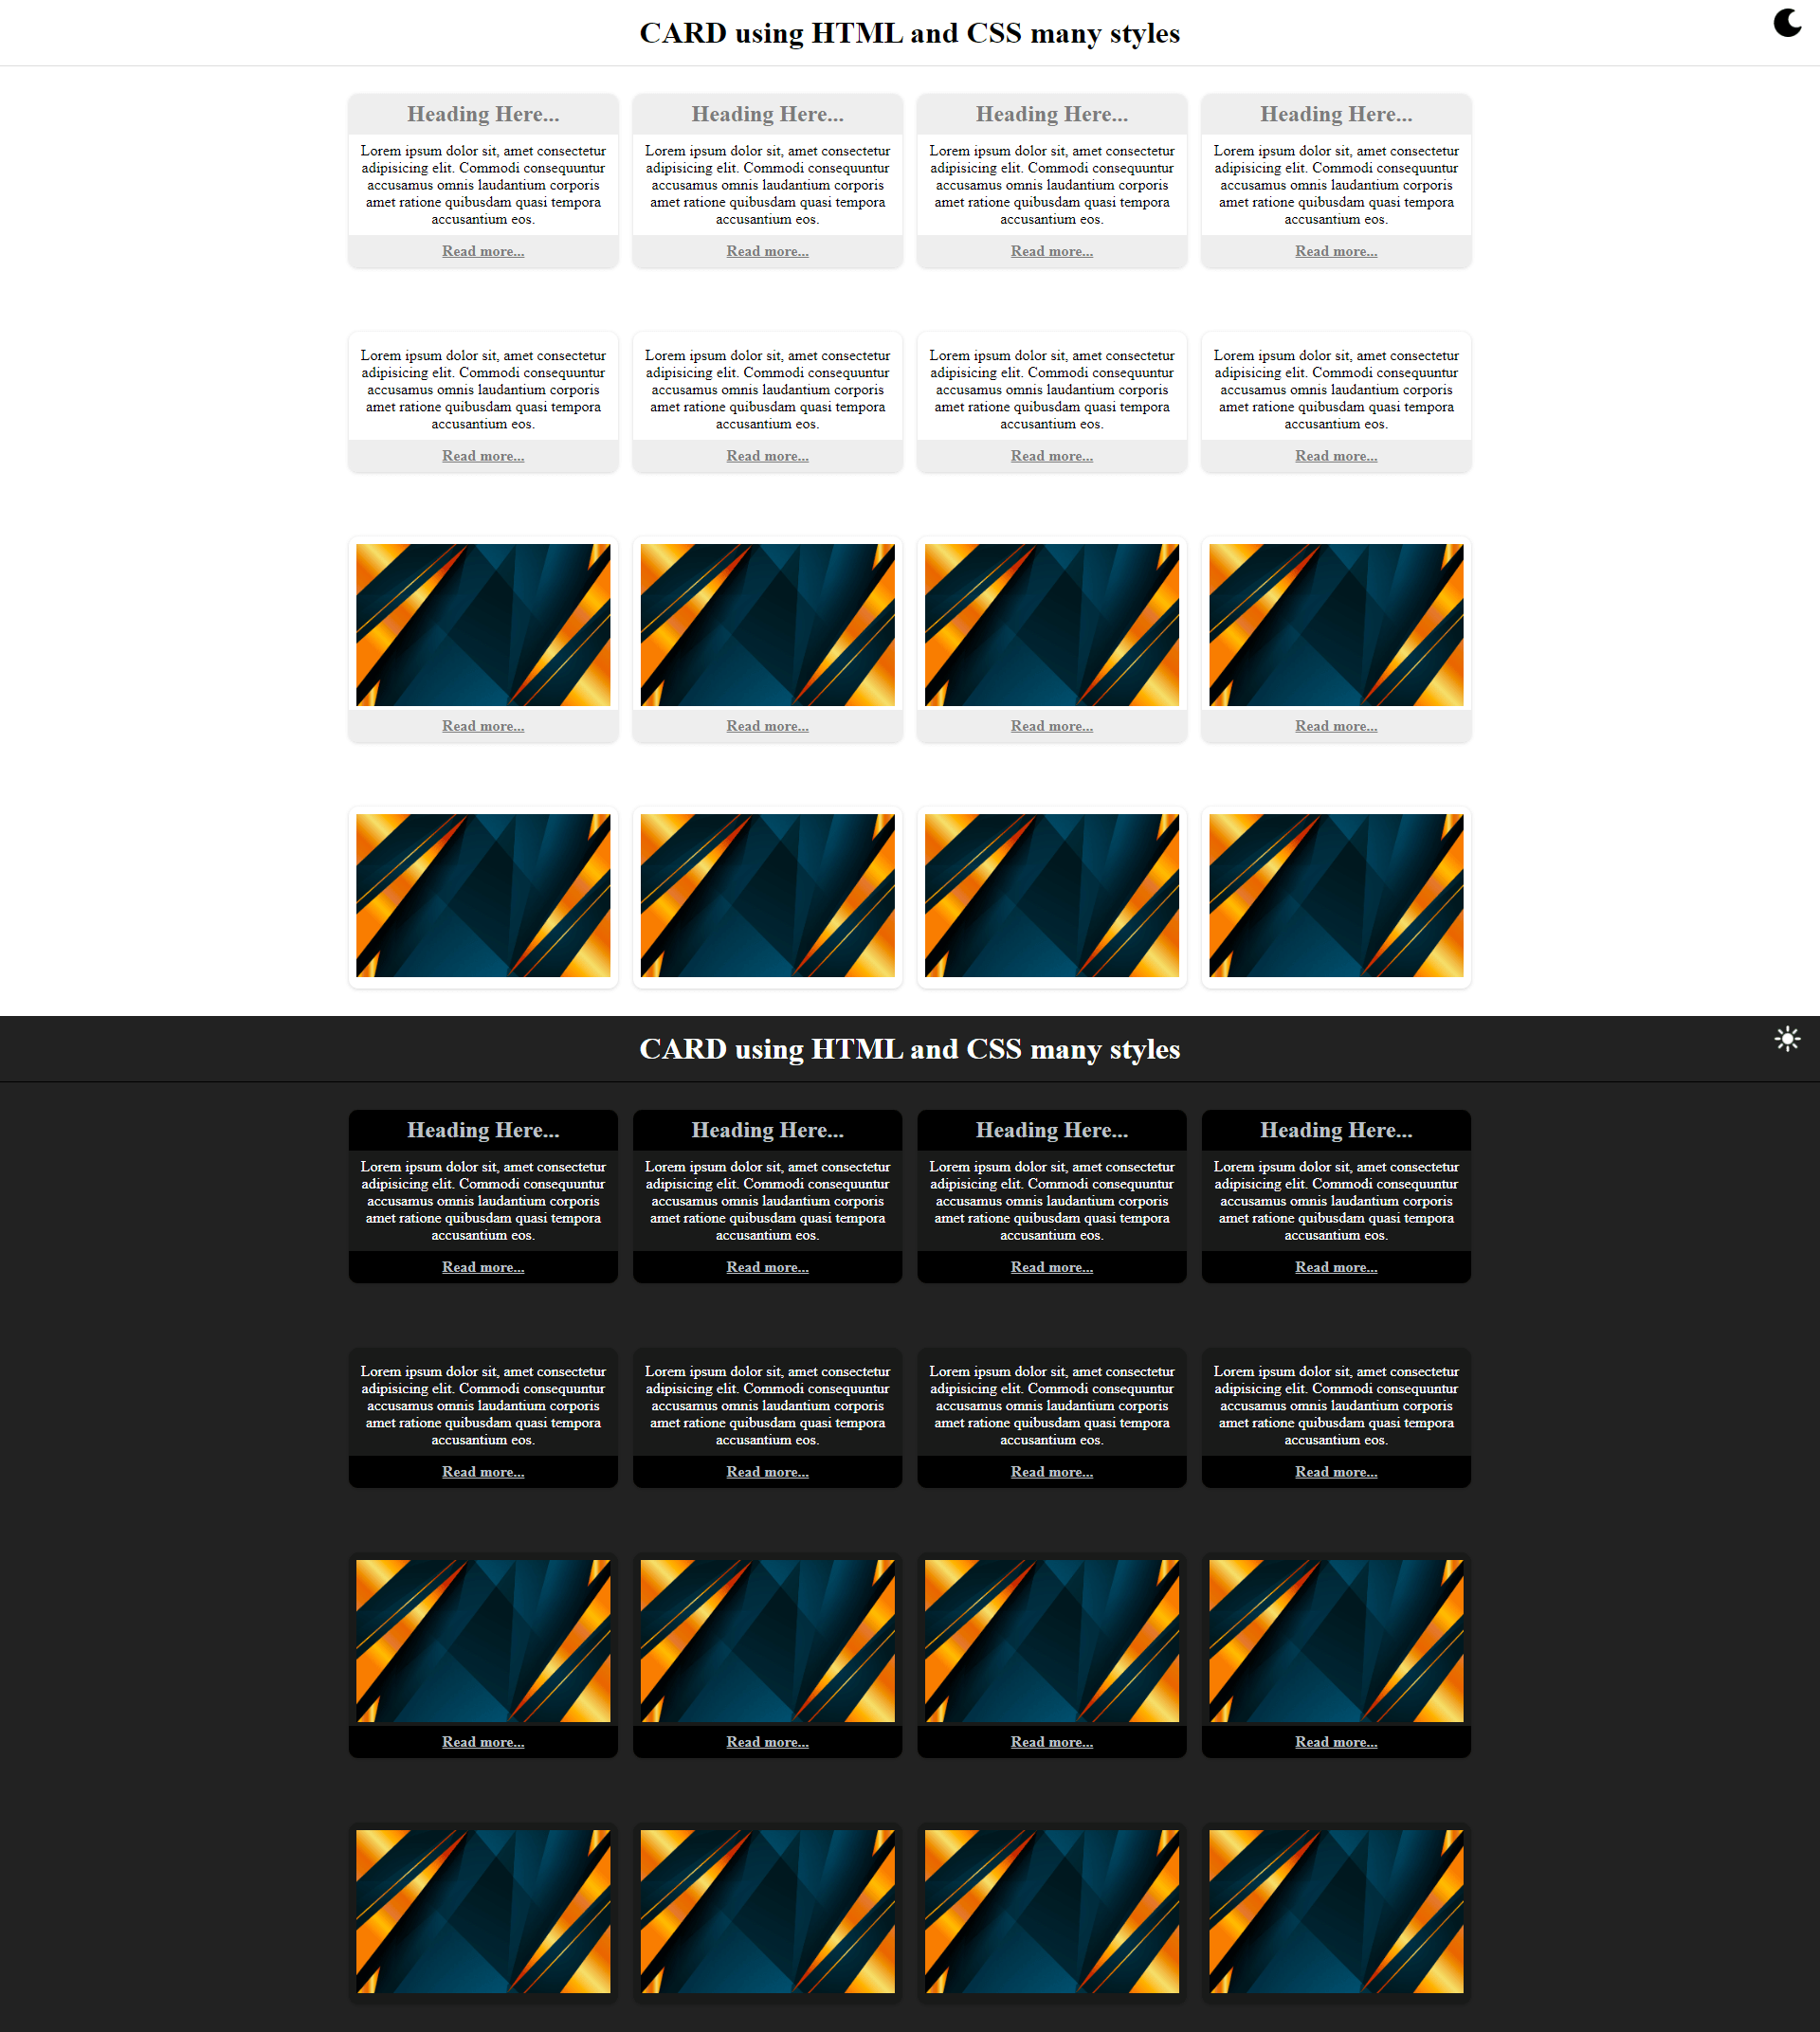 CARD using HTML and CSS many styles
Heading Here...
Lorem ipsum dolor sit, amet consectetur
adipisicing elit. Commodi consequuntur
accusamus omnis laudantium corporis
amet ratione quibusdam quasi tempora
accusantium eos.
Read more...
Heading Here...
Lorem ipsum dolor sit, amet consectetur
adipisicing elit. Commodi consequuntur
accusamus omnis laudantium corporis
amet ratione quibusdam quasi tempora
accusantium eos.
Read more...
Heading Here...
Lorem ipsum dolor sit, amet consectetur
adipisicing elit. Commodi consequuntur
accusamus omnis laudantium corporis
amet ratione quibusdam quasi tempora
accusantium eos.
Read more...
Heading Here...
Lorem ipsum dolor sit, amet consectetur
adipisicing elit. Commodi consequuntur
accusamus omnis laudantium corporis
amet ratione quibusdam quasi tempora
accusantium eos.
Read more...
Lorem ipsum dolor sit, amet consectetur
adipisicing elit. Commodi consequuntur
accusamus omnis laudantium corporis
amet ratione quibusdam quasi tempora
accusantium eos.
Read more...
Lorem ipsum dolor sit, amet consectetur
adipisicing elit. Commodi consequuntur
accusamus omnis laudantium corporis
amet ratione quibusdam quasi tempora
accusantium eos.
Read more...
Lorem ipsum dolor sit, amet consectetur
adipisicing elit. Commodi consequuntur
accusamus omnis laudantium corporis
amet ratione quibusdam quasi tempora
accusantium eos.
Read more...
Lorem ipsum dolor sit, amet consectetur
adipisicing elit. Commodi consequuntur
accusamus omnis laudantium corporis
amet ratione quibusdam quasi tempora
accusantium eos.
Read more...
Read more...
Read more...
Read more...
Read more...
CARD using HTML and CSS many styles
Heading Here...
Lorem ipsum dolor sit, amet consectetur
adipisicing elit. Commodi consequuntur
accusamus omnis laudantium corporis
amet ratione quibusdam quasi tempora
accusantium eos.
Read more...
Heading Here...
Lorem ipsum dolor sit, amet consectetur
adipisicing elit. Commodi consequuntur
accusamus omnis laudantium corporis
amet ratione quibusdam quasi tempora
accusantium eos.
Read more...
Heading Here...
Lorem ipsum dolor sit, amet consectetur
adipisicing elit. Commodi consequuntur
accusamus omnis laudantium corporis
amet ratione quibusdam quasi tempora
accusantium eos.
Read more...
Heading Here...
Lorem ipsum dolor sit, amet consectetur
adipisicing elit. Commodi consequuntur
accusamus omnis laudantium corporis
amet ratione quibusdam quasi tempora
accusantium eos.
Read more...
Lorem ipsum dolor sit, amet consectetur
adipisicing elit. Commodi consequuntur
accusamus omnis laudantium corporis
amet ratione quibusdam quasi tempora
accusantium eos.
Read more...
Lorem ipsum dolor sit, amet consectetur
adipisicing elit. Commodi consequuntur
accusamus omnis laudantium corporis
amet ratione quibusdam quasi tempora
accusantium eos.
Read more...
Lorem ipsum dolor sit, amet consectetur
adipisicing elit. Commodi consequuntur
accusamus omnis laudantium corporis
amet ratione quibusdam quasi tempora
accusantium eos.
Read more...
Lorem ipsum dolor sit, amet consectetur
adipisicing elit. Commodi consequuntur
accusamus omnis laudantium corporis
amet ratione quibusdam quasi tempora
accusantium eos.
Read more...
Read more...
Read more...
Read more...
Read more...